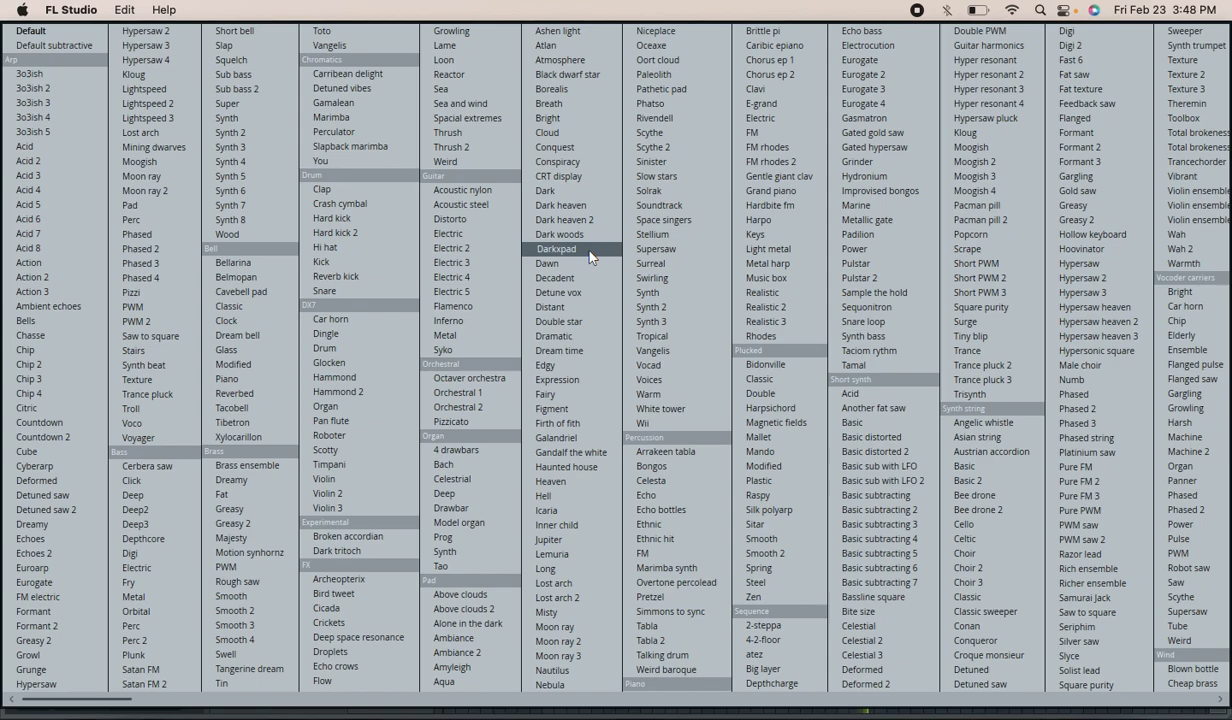 FL Studio Edit Help Fri Feb 23 3:48 PM
Default
Default subtractive
Arp
3o3ish
3o3ish 2
3o3ish 3
3o3ish 4
3o3ish 5
Acid
Acid 2
Acid 3
Acid 4
Acid 5
Acid 6
Acid 7
Acid 8
Action
Action 2
Action 3
Ambient echoes
Bells
Chasse
Chip
Chip 2
Chip 3
Chip 4
Citric
Countdown
Countdown 2
Cube
Cyberarp
Deformed
Detuned saw
Detuned saw 2
Dreamy
Echoes
Echoes 2
Euroarp
Eurogate
FM electric
Formant
Formant 2
Greasy 2
Growl
Grunge
Hypersaw
Hypersaw 2
Hypersaw 3
Hypersaw 4
Kloug
Lightspeed
Lightspeed 2
Lightspeed 3
Lost arch
Mining dwarves
Moogish
Moon ray
Moon ray 2
Pad
Perc
Phased
Phased 2
Phased 3
Phased 4
Pizzi
PWM
PWM 2
Saw to square
Stairs
Synth beat
Texture
Trance pluck
Troll
Voco
Voyager
Bass
Cerbera saw
Click
Deep
Deep2
Deep3
Depthcore
Digi
Electric
Fry
Metal
Orbital
Perc
Perc 2
Plunk
Satan FM
Satan FM 2
Short bell
Slap
Squelch
Sub bass
Sub bass 2
Super
Synth
Synth 2
Synth 3
Synth 4
Synth 5
Synth 6
Synth 7
Synth 8
Wood
Bell
Bellarina
Belmopan
Cavebell pad
Classic
Clock
Dream bell
Glass
Modified
Piano
Reverbed
Tacobell
Tibetron
Xylocarillon
Brass
Brass ensemble
Dreamy
Fat
Greasy
Greasy 2
Majesty
Motion synhornz
PWM
Rough saw
Smooth
Smooth 2
Smooth 3
Smooth 4
Swell
Tangerine dream
Tin
Toto
Vangelis
Chromatics
Carribean delight
Detuned vibes
Gamalean
Marimba
Perculator
Slapback marimba
You
Drum
Clap
Crash cymbal
Hard kick
Hard kick 2
Hi hat
Kick
Reverb kick
Snare
DX7
Car horn
Dingle
Drum
Glocken
Hammond
Hammond 2
Organ
Pan flute
Roboter
Scotty
Timpani
Violin
Violin 2
Violin 3
Experimental
Broken accordian
Dark tritoch
FX
Archeopterix
Bird tweet
Cicada
Crickets
Deep space resonance
Droplets
Echo crows
Flow
Growling
Lame
Loon
Reactor
Sea
Sea and wind
Spacial extremes
Thrush
Thrush 2
Weird
Guitar
Acoustic nylon
Acoustic steel
Distorto
Electric
Electric 2
Electric 3
Electric 4
Electric 5
Flamenco
Inferno
Metal
Syko
Orchestral
Octaver orchestra
Orchestral 1
Orchestral 2
Pizzicato
Organ
4 drawbars
Bach
Celestrial
Deep
Drawbar
Model organ
Prog
Synth
Tao
Pad
Above clouds
Above clouds 2
Alone in the dark
Ambiance
Ambiance 2
Amyleigh
Aqua
Ashen light
Atlan
Atmosphere
Black dwarf star
Borealis
Breath
Bright
Cloud
Conquest
Conspiracy
CRT display
Dark
Dark heaven
Dark heaven 2
Dark woods
Darkxpad
Dawn
Decadent
Detune vox
Distant
Double star
Dramatic
Dream time
Edgy
Expression
Fairy
Figment
Firth of fith
Galandriel
Gandalf the white
Haunted house
Heaven
Hell
Icaria
Inner child
Jupiter
Lemuria
Long
Lost arch
Lost arch 2
Misty
Moon ray
Moon ray 2
Moon ray 3
Nautilus
Nebula
Niceplace
Oceaxe
Oort cloud
Paleolith
Pathetic pad
Phatso
Rivendell
Scythe
Scythe 2
Sinister
Slow stars
Solrak
Soundtrack
Space singers
Stellium
Supersaw
Surreal
Swirling
Synth
Synth 2
Synth 3
Tropical
Vangelis
Vocad
Voices
Warm
White tower
Wii
Percussion
Arrakeen tabla
Bongos
Celesta
Echo
Echo bottles
Ethnic
Ethnic hit
FM
Marimba synth
Overtone percolead
Pretzel
Simmons to sync
Tabla
Tabla 2
Talking drum
Weird baroque
Piano
Brittle pi
Caribic epiano
Chorus ep 1
Chorus ep 2
Clavi
E-grand
Electric
FM
FM rhodes
FM rhodes 2
Gentle giant clav
Grand piano
Hardbite fm
Harpo
Keys
Light metal
Metal harp
Music box
Realistic
Realistic 2
Realistic 3
Rhodes
Plucked
Bidonville
Classic
Double
Harpsichord
Magnetic fields
Mallet
Mando
Modified
Plastic
Raspy
Silk polyarp
Sitar
Smooth
Smooth 2
Spring
Steel
Zen
Sequence
2-steppa
4-2-floor
atez
Big layer
Depthcharge
Echo bass
Electrocution
Eurogate
Eurogate 2
Eurogate 3
Eurogate 4
Gasmatron
Gated gold saw
Gated hypersaw
Grinder
Hydronium
Improvised bongos
Marine
Metallic gate
Padilion
Power
Pulstar
Pulstar 2
Sample the hold
Sequonitron
Snare loop
Synth bass
Taciom rythm
Tamal
Short synth
Acid
Another fat saw
Basic
Basic distorted
Basic distorted 2
Basic sub with LFO
Basic sub with LFO 2
Basic subtracting
Basic subtracting 2
Basic subtracting 3
Basic subtracting 4
Basic subtracting 5
Basic subtracting 6
Basic subtracting 7
Bassline square
Bite size
Celestial
Celestial 2
Celestial 3
Deformed
Deformed 2
Double PWM
Guitar harmonics
Hyper resonant
Hyper resonant 2
Hyper resonant 3
Hyper resonant 4
Hypersaw pluck
Kloug
Moogish
Moogish 2
Moogish 3
Moogish 4
Pacman pill
Pacman pill 2
Popcorn
Scrape
Short PWM
Short PWM 2
Short PWM 3
Square purity
Surge
Tiny blip
Trance
Trance pluck 2
Trance pluck 3
Trisynth
Synth string
Angelic whistle
Asian string
Austrian accordion
Basic
Basic 2
Bee drone
Bee drone 2
Cello
Celtic
Choir
Choir 2
Choir 3
Classic
Classic sweeper
Conan
Conqueror
Croque monsieur
Detuned
Detuned saw
Digi
Digi 2
Fast 6
Fat saw
Fat texture
Feedback saw
Flanged
Formant
Formant 2
Formant 3
Gargling
Gold saw
Greasy
Greasy 2
Hollow keyboard
Hoovinator
Hypersaw
Hypersaw 2
Hypersaw 3
Hypersaw heaven
Hypersaw heaven 2
Hypersaw heaven 3
Hypersonic square
Male choir
Numb
Phased
Phased 2
Phased 3
Phased string
Platinum saw
Pure FM
Pure FM 2
Pure FM 3
Pure PWM
PWM saw
PWM saw 2
Razor lead
Rich ensemble
Richer ensemble
Samurai Jack
Saw to square
Seriphim
Silver saw
Slyce
Solist lead
Square purity
Sweeper
Synth trumpet
Texture
Texture 2
Texture 3
Theremin
Toolbox
Total brokeness
Total brokeness
Trancechorder
Vibrant
Violin ensemble
Violin ensemble
Violin ensemble
Wah
Wah 2
Warmth
Vocoder carriers
Bright
Car horn
Chip
Elderly
Ensemble
Flanged pulse
Flanged saw
Gargling
Growling
Harsh
Machine
Machine 2
Organ
Panner
Phased
Phased 2
Power
Pulse
PWM
Robot saw
Saw
Scythe
Supersaw
Tube
Weird
Wind
Blown bottle
Cheap brass